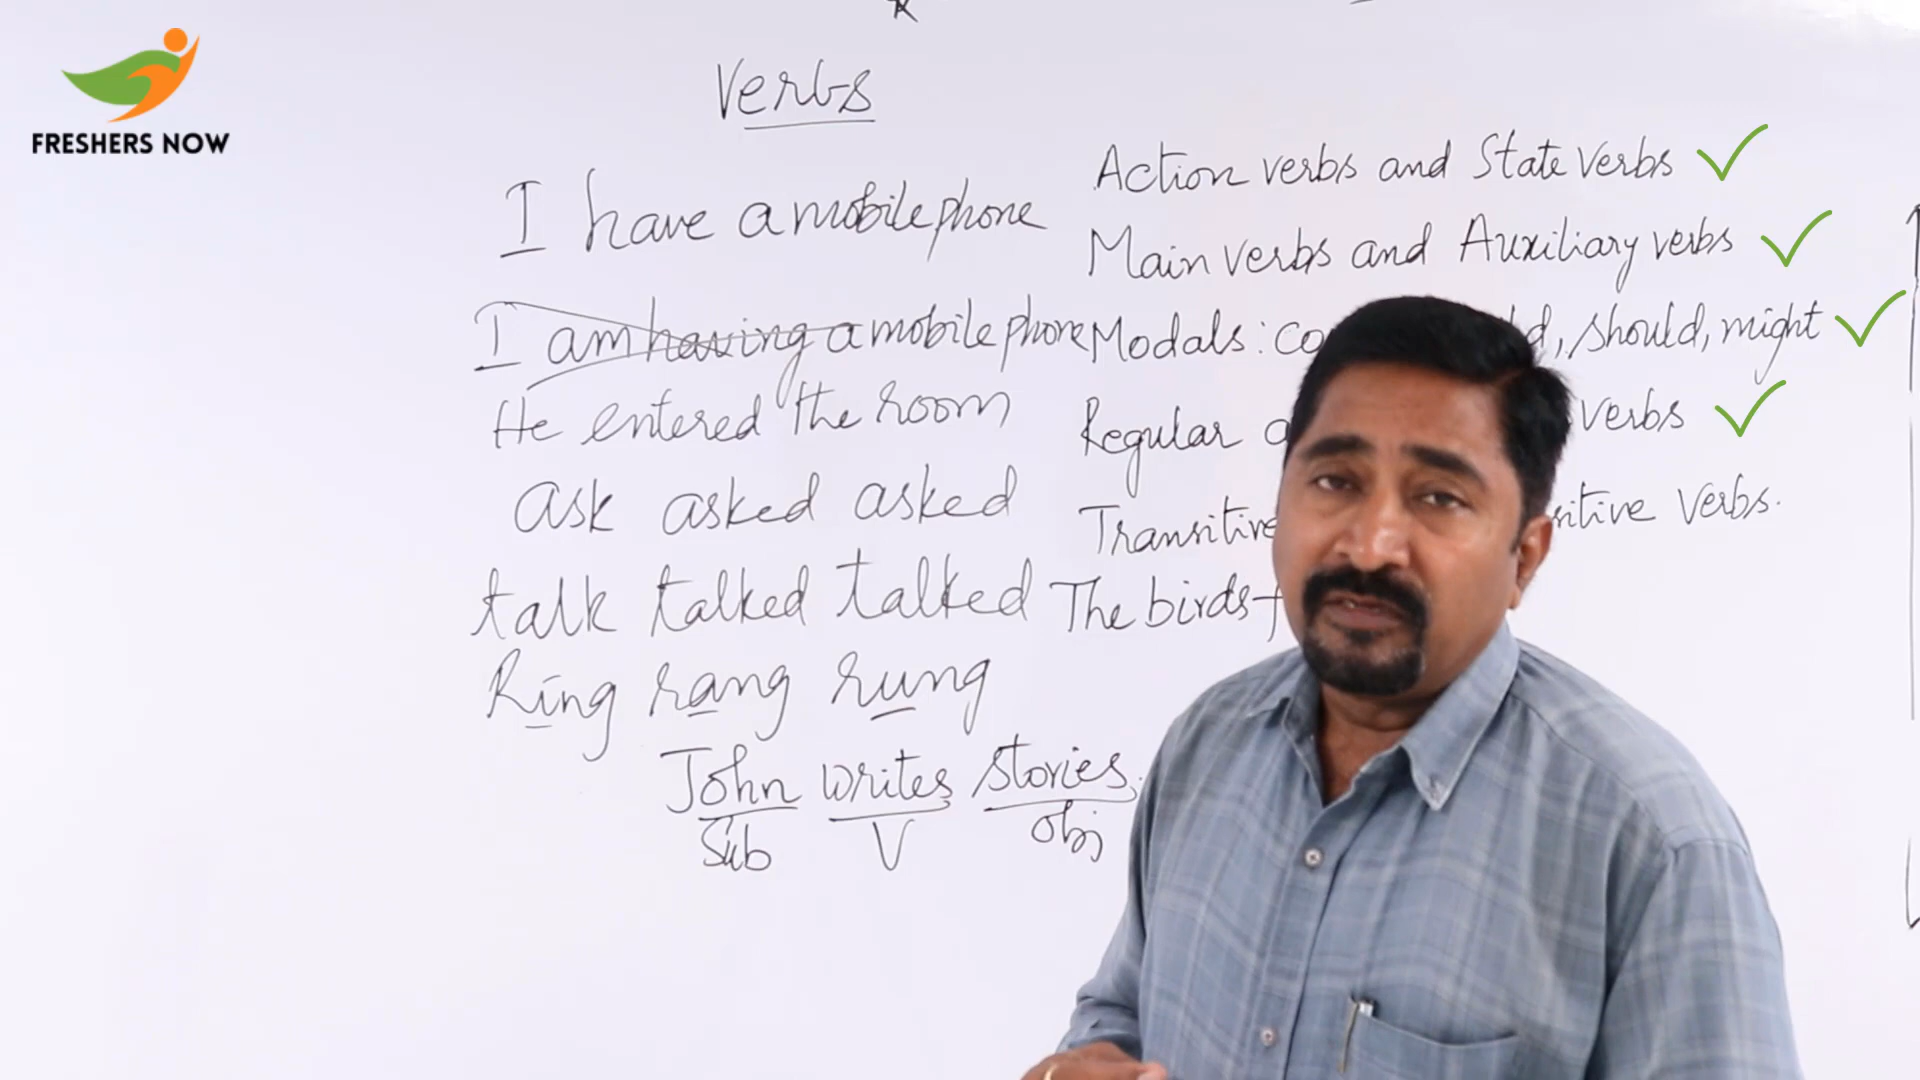 FRESHERS NOW
Verbs
I have a mobile phone
I am having a mobile phone
He entered the room
ask asked asked
talk talked talked
Ring rang rung
John writes stories.
Sub V Obj
Action verbs and State verbs
Main verbs and Auxiliary verbs
Modals: should, might
Regular verbs
Transitive verbs.
The birds